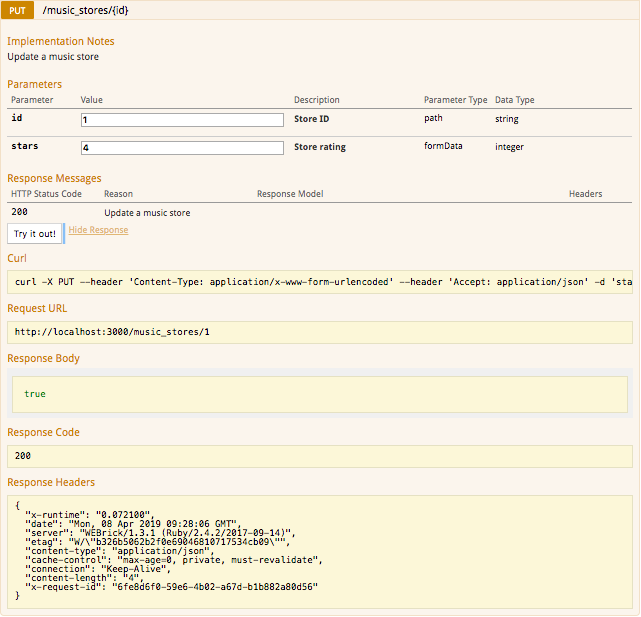 PUT /music_stores/{id}
Implementation Notes
Update a music store
Parameters
Parameter Value Description Parameter Type Data Type
id 1 Store ID path string
stars 4 Store rating formData integer
Response Messages
HTTP Status Code Reason Response Model Headers
200 Update a music store
Try it out! Hide Response
Curl
curl -X PUT --header 'Content-Type: application/x-www-form-urlencoded' --header 'Accept: application/json' -d 'sta
Request URL
http://localhost:3000/music_stores/1
Response Body
true
Response Code
200
Response Headers
{
"x-runtime": "0.072100",
"date": "Mon, 08 Apr 2019 09:28:06 GMT",
"server": "WEBrick/1.3.1 (Ruby/2.4.2/2017-09-14)",
"etag": "W/\"b326b5062b2f0e69046810717534cb09\"",
"content-type": "application/json",
"cache-control": "max-age=0, private, must-revalidate",
"connection": "Keep-Alive",
"content-length": "4",
"x-request-id": "6fe8d6f0-59e6-4b02-a67d-b1b882a80d56"
}